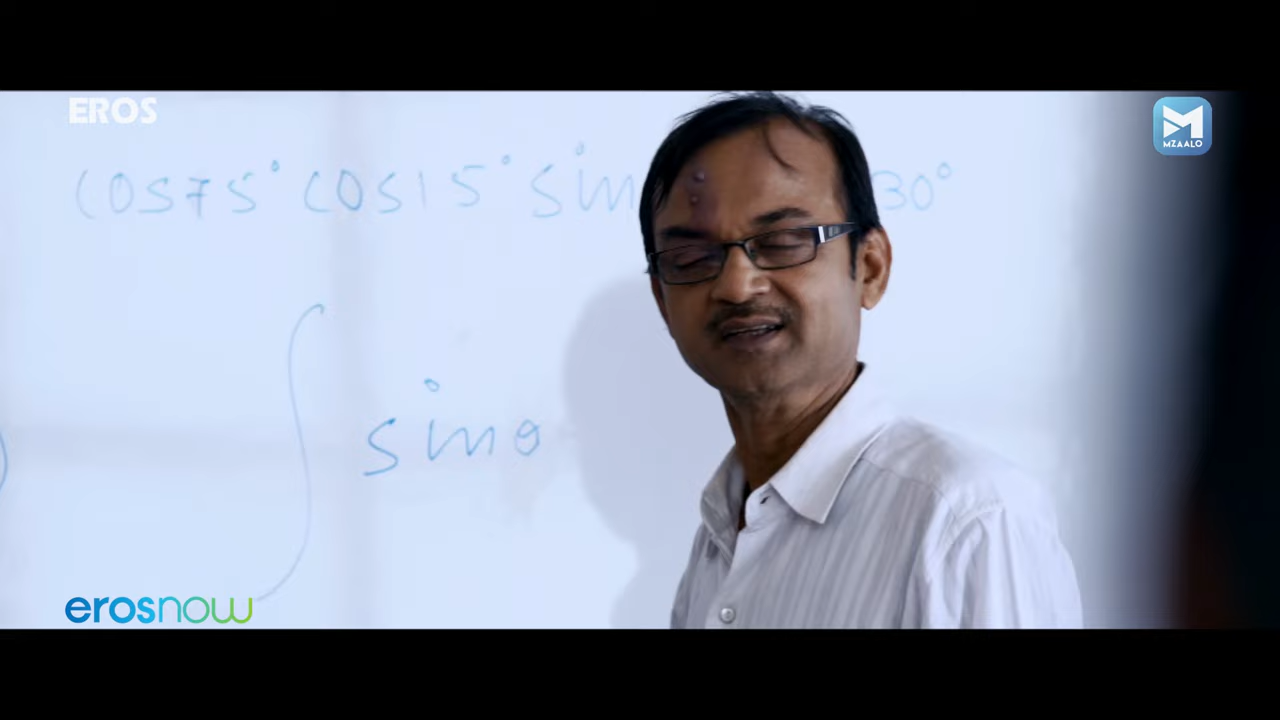 EROS
MZAALO
cos75° cos15° sin 30°
∫ sinθ
erosnow